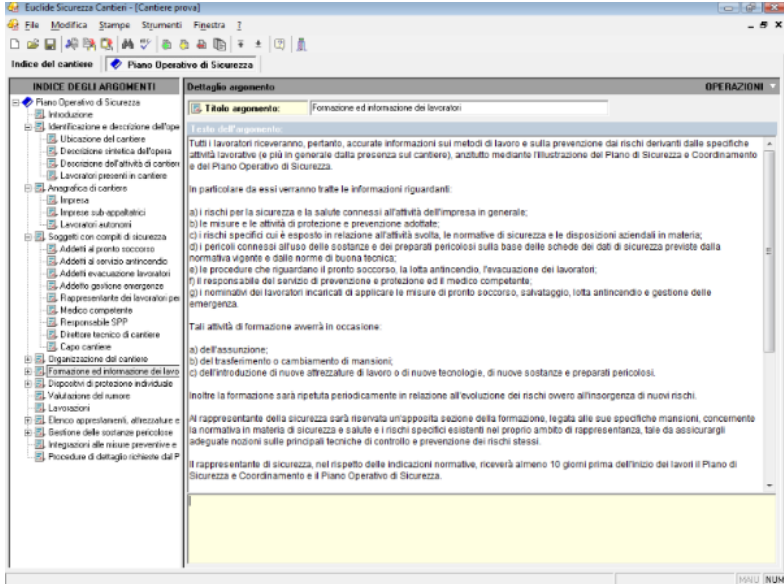 Euclide Sicurezza Cantieri - [Cantiere prova]
File Modifica Stampe Strumenti Finestra ?
Indice del cantiere
Piano Operativo di Sicurezza
INDICE DEGLI ARGOMENTI
Piano Operativo di Sicurezza
Introduzione
Identificazione e descrizione dell'ope
Ubicazione del cantiere
Descrizione sintetica dell'opera
Descrizione dell'attività di cantiere
Lavoratori presenti in cantiere
Anagrafica di cantiere
Impresa
Imprese sub-appaltatrici
Lavoratori autonomi
Soggetti con compiti di sicurezza
Addetti al pronto soccorso
Addetti al servizio antincendio
Addetti evacuazione lavoratori
Addetto gestione emergenze
Rappresentante dei lavoratori per
Medico competente
Responsabile SPP
Direttore tecnico di cantiere
Capo cantiere
Organizzazione del cantiere
Formazione ed informazione dei lavo
Dispositivi di protezione individuale
Valutazione del rumore
Lavorazioni
Elenco apprestamenti, attrezzature e
Gestione delle sostanze pericolose
Integrazioni alle misure preventive e
Procedure di dettaglio richieste dal P
Dettaglio argomento
OPERAZIONI
Titolo argomento:
Formazione ed informazione dei lavoratori
Testo dell'argomento:
Tutti i lavoratori riceveranno, pertanto, accurate informazioni sui metodi di lavoro e sulla prevenzione dai rischi derivanti dalle specifiche
attività lavorative (e più in generale dalla presenza sul cantiere), anzitutto mediante l'illustrazione del Piano di Sicurezza e Coordinamento
e del Piano Operativo di Sicurezza.
In particolare da essi verranno tratte le informazioni riguardanti:
a) i rischi per la sicurezza e la salute connessi all'attività dell'impresa in generale;
b) le misure e le attività di protezione e prevenzione adottate;
c) i rischi specifici cui è esposto in relazione all'attività svolta, le normative di sicurezza e le disposizioni aziendali in materia;
d) i pericoli connessi all'uso delle sostanze e dei preparati pericolosi sulla base delle schede dei dati di sicurezza previste dalla
normativa vigente e dalle norme di buona tecnica;
e) le procedure che riguardano il pronto soccorso, la lotta antincendio, l'evacuazione dei lavoratori;
f) il responsabile del servizio di prevenzione e protezione ed il medico competente;
g) i nominativi dei lavoratori incaricati di applicare le misure di pronto soccorso, salvataggio, lotta antincendio e gestione delle
emergenza.
Tali attività di formazione avverrà in occasione:
a) dell'assunzione;
b) del trasferimento o cambiamento di mansioni;
c) dell'introduzione di nuove attrezzature di lavoro o di nuove tecnologie, di nuove sostanze e preparati pericolosi.
Inoltre la formazione sarà ripetuta periodicamente in relazione all'evoluzione dei rischi ovvero all'insorgenza di nuovi rischi.
Al rappresentante della sicurezza sarà riservata un'apposita sezione della formazione, legata alle sue specifiche mansioni, concernente
la normativa in materia di sicurezza e salute e i rischi specifici esistenti nel proprio ambito di rappresentanza, tale da assicurargli
adeguate nozioni sulle principali tecniche di controllo e prevenzione dei rischi stessi.
Il rappresentante di sicurezza, nel rispetto delle indicazioni normative, riceverà almeno 10 giorni prima dell'inizio dei lavori il Piano di
Sicurezza e Coordinamento e il Piano Operativo di Sicurezza.
MAIU NUM